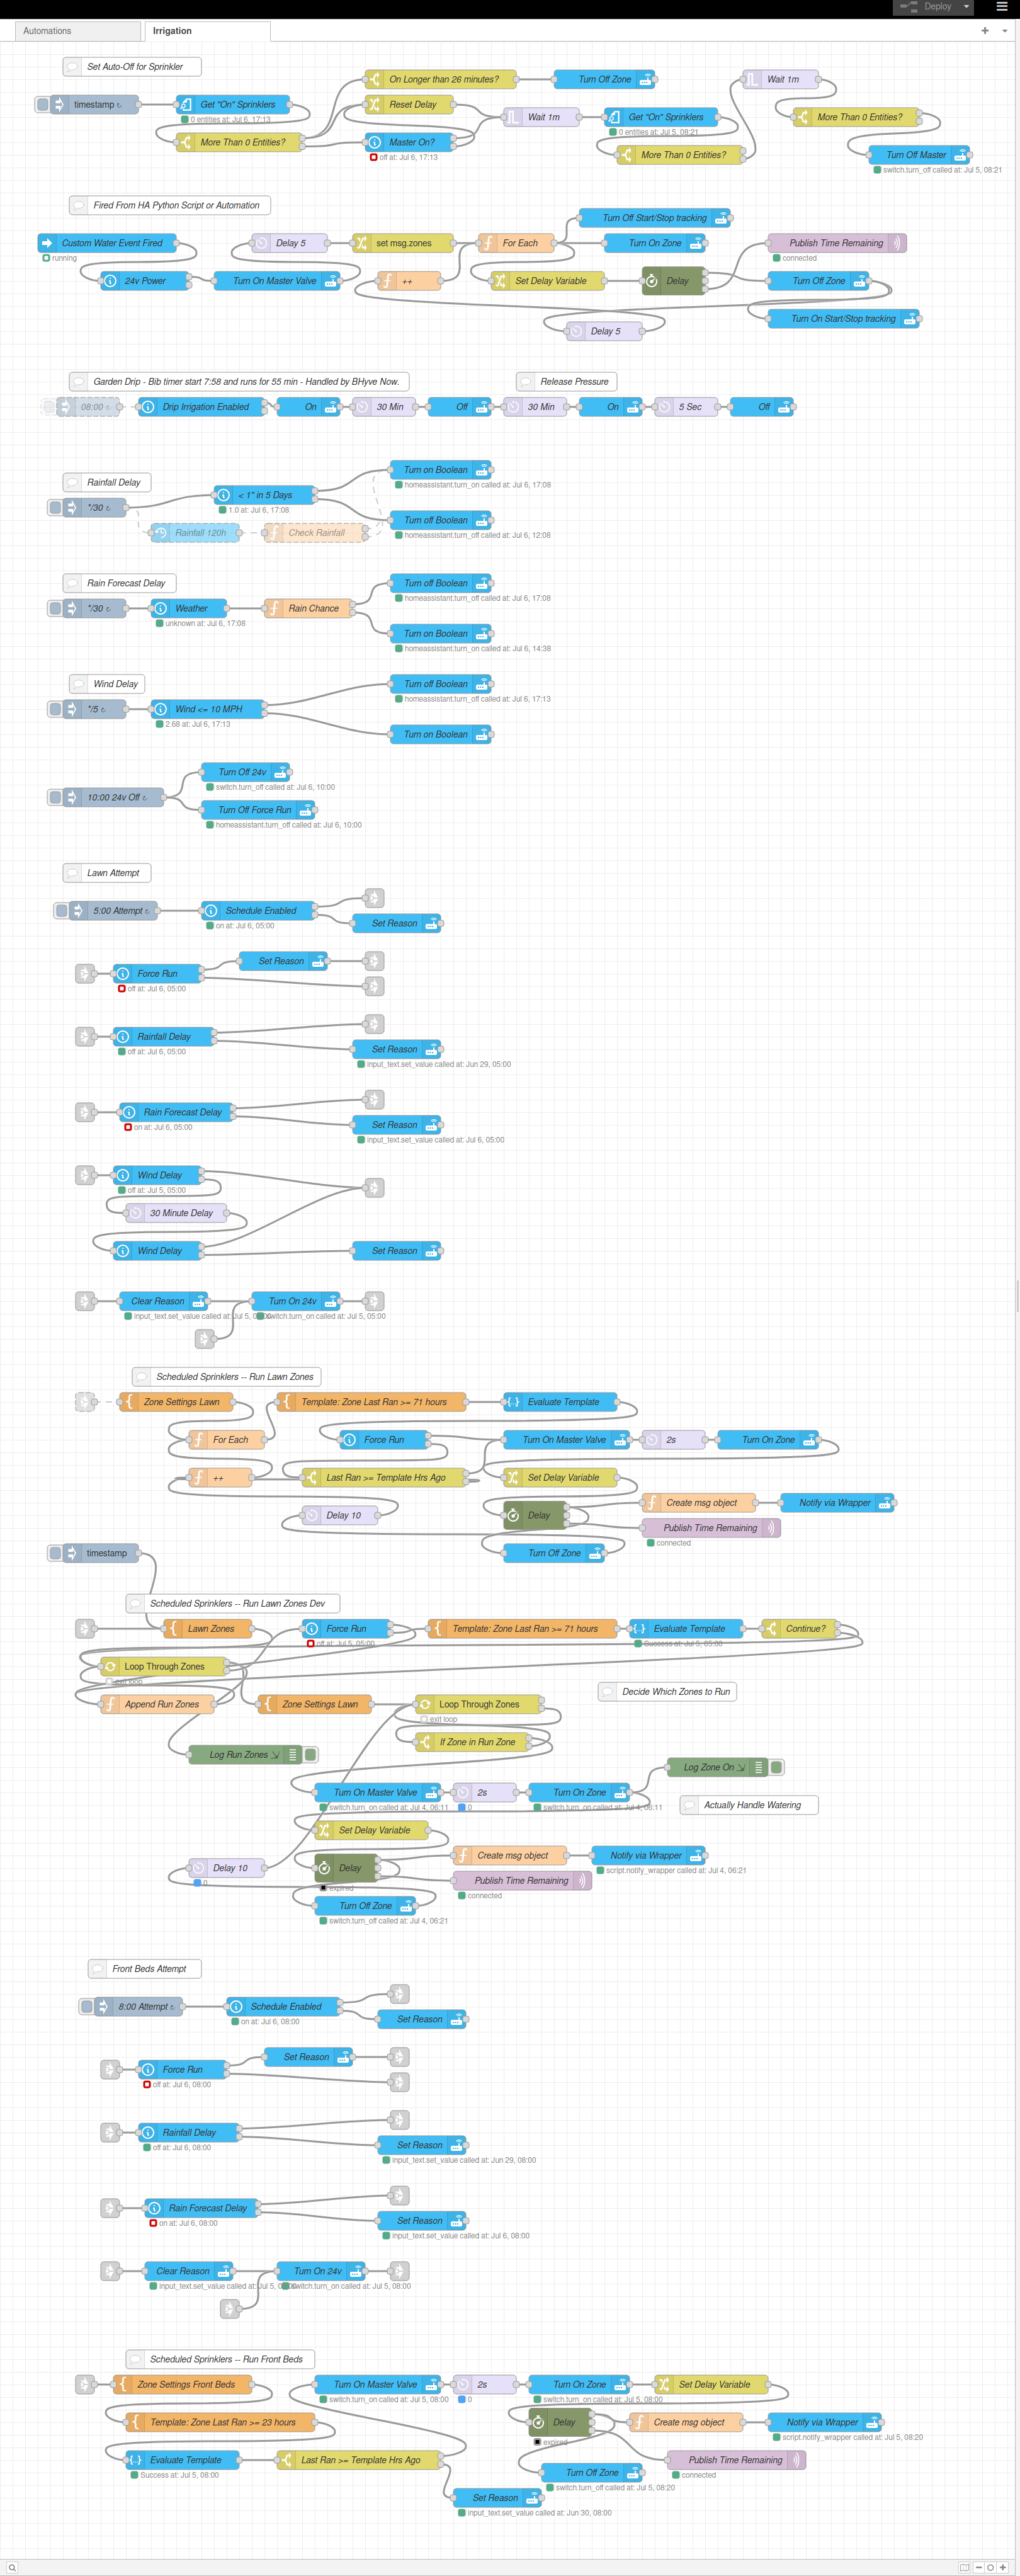 Deploy
Automations
Irrigation
Set Auto-Off for Sprinkler
On Longer than 26 minutes?
Turn Off Zone
Wait 1m
timestamp ↻
Get "On" Sprinklers
Reset Delay
0 entities at: Jul 6, 17:13
Wait 1m
Get "On" Sprinklers
More Than 0 Entities?
0 entities at: Jul 5, 08:21
More Than 0 Entities?
Master On?
off at: Jul 6, 17:13
More Than 0 Entities?
Turn Off Master
switch.turn_off called at: Jul 5, 08:21
Fired From HA Python Script or Automation
Turn Off Start/Stop tracking
Custom Water Event Fired
Delay 5
set msg.zones
For Each
Turn On Zone
Publish Time Remaining
running
connected
24v Power
Turn On Master Valve
++
Set Delay Variable
Delay
Turn Off Zone
Turn On Start/Stop tracking
Delay 5
Garden Drip - Bib timer start 7:58 and runs for 55 min - Handled by BHyve Now.
Release Pressure
08:00 ↻
Drip Irrigation Enabled
On
30 Min
Off
30 Min
On
5 Sec
Off
Turn on Boolean
homeassistant.turn_on called at: Jul 6, 17:08
Rainfall Delay
< 1" in 5 Days
1.0 at: Jul 6, 17:08
*/30 ↻
Turn off Boolean
homeassistant.turn_off called at: Jul 6, 12:08
Rainfall 120h
Check Rainfall
Rain Forecast Delay
Turn off Boolean
homeassistant.turn_off called at: Jul 6, 17:08
*/30 ↻
Weather
unknown at: Jul 6, 17:08
Rain Chance
Turn on Boolean
homeassistant.turn_on called at: Jul 6, 14:38
Wind Delay
Turn off Boolean
homeassistant.turn_off called at: Jul 6, 17:13
*/5 ↻
Wind <= 10 MPH
2.68 at: Jul 6, 17:13
Turn on Boolean
Turn Off 24v
switch.turn_off called at: Jul 6, 10:00
10:00 24v Off ↻
Turn Off Force Run
homeassistant.turn_off called at: Jul 6, 10:00
Lawn Attempt
5:00 Attempt ↻
Schedule Enabled
on at: Jul 6, 05:00
Set Reason
Set Reason
Force Run
off at: Jul 6, 05:00
Rainfall Delay
off at: Jul 6, 05:00
Set Reason
input_text.set_value called at: Jun 29, 05:00
Rain Forecast Delay
on at: Jul 6, 05:00
Set Reason
input_text.set_value called at: Jul 6, 05:00
Wind Delay
off at: Jul 5, 05:00
30 Minute Delay
Wind Delay
Set Reason
Clear Reason
Turn On 24v
input_text.set_value called at: Jul 5, 0
switch.turn_on called at: Jul 5, 05:00
Scheduled Sprinklers -- Run Lawn Zones
Zone Settings Lawn
Template: Zone Last Ran >= 71 hours
Evaluate Template
For Each
Force Run
Turn On Master Valve
2s
Turn On Zone
++
Last Ran >= Template Hrs Ago
Set Delay Variable
Delay 10
Delay
Create msg object
Notify via Wrapper
Publish Time Remaining
connected
timestamp
Turn Off Zone
Scheduled Sprinklers -- Run Lawn Zones Dev
Lawn Zones
Force Run
Template: Zone Last Ran >= 71 hours
Evaluate Template
Continue?
off at: Jul 5, 05:00
Success at: Jul 5, 05:00
Loop Through Zones
exit loop
Append Run Zones
Zone Settings Lawn
Loop Through Zones
exit loop
Decide Which Zones to Run
If Zone in Run Zone
Log Run Zones ⇲
Log Zone On ⇲
Turn On Master Valve
2s
Turn On Zone
switch.turn_on called at: Jul 4, 06:11
0
switch.turn_on called at: Jul 4, 06:11
Actually Handle Watering
Set Delay Variable
Create msg object
Notify via Wrapper
script.notify_wrapper called at: Jul 4, 06:21
Delay 10
0
Delay
expired
Publish Time Remaining
connected
Turn Off Zone
switch.turn_off called at: Jul 4, 06:21
Front Beds Attempt
8:00 Attempt ↻
Schedule Enabled
on at: Jul 6, 08:00
Set Reason
Set Reason
Force Run
off at: Jul 6, 08:00
Rainfall Delay
off at: Jul 6, 08:00
Set Reason
input_text.set_value called at: Jun 29, 08:00
Rain Forecast Delay
on at: Jul 6, 08:00
Set Reason
input_text.set_value called at: Jul 6, 08:00
Clear Reason
Turn On 24v
input_text.set_value called at: Jul 5, 0
switch.turn_on called at: Jul 5, 08:00
Scheduled Sprinklers -- Run Front Beds
Zone Settings Front Beds
Turn On Master Valve
2s
Turn On Zone
Set Delay Variable
switch.turn_on called at: Jul 5, 08:00
0
switch.turn_on called at: Jul 5, 08:00
Template: Zone Last Ran >= 23 hours
Delay
expired
Create msg object
Notify via Wrapper
script.notify_wrapper called at: Jul 5, 08:20
Evaluate Template
Success at: Jul 5, 08:00
Last Ran >= Template Hrs Ago
Publish Time Remaining
connected
Turn Off Zone
switch.turn_off called at: Jul 5, 08:20
Set Reason
input_text.set_value called at: Jun 30, 08:00